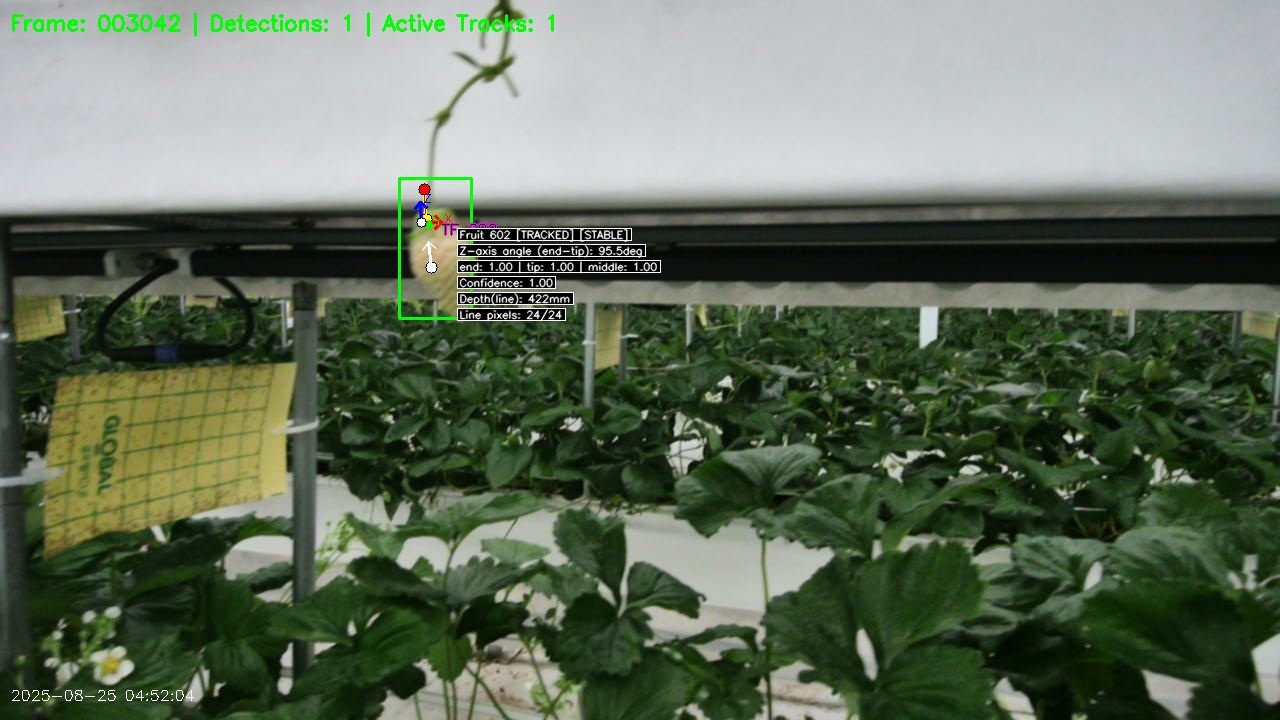 Frame: 003042 | Detections: 1 | Active Tracks: 1
Z
X
Fruit 602 [TRACKED] [STABLE]
Z-axis angle (end-tip): 95.5deg
end: 1.00 | tip: 1.00 | middle: 1.00
Confidence: 1.00
Depth(line): 422mm
Line pixels: 24/24
GLOBAL
2025-08-25 04:52:04